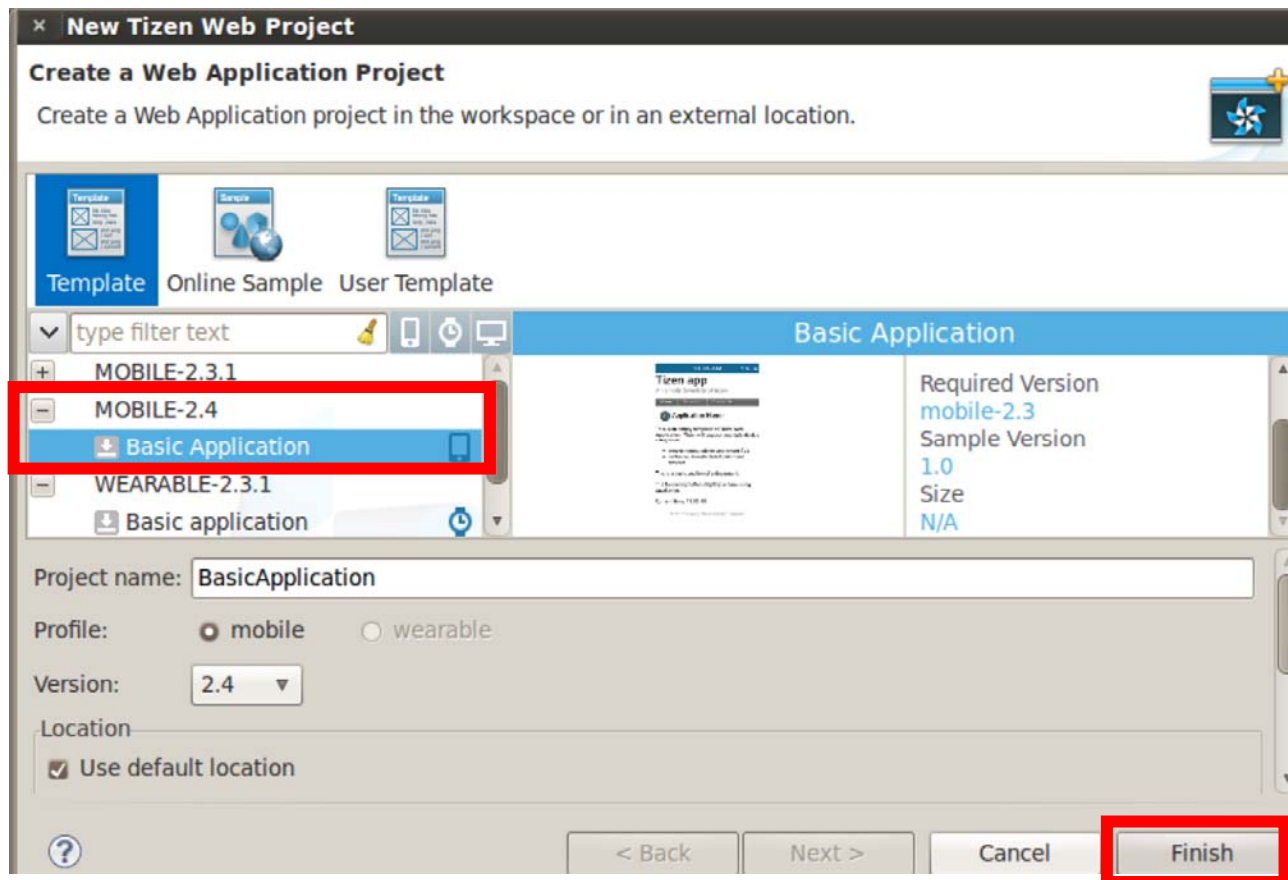 × New Tizen Web Project
Create a Web Application Project
Create a Web Application project in the workspace or in an external location.
Template
Sample
Template
Template Online Sample User Template
type filter text
Basic Application
MOBILE-2.3.1
MOBILE-2.4
Basic Application
WEARABLE-2.3.1
Basic application
Tizen app
Required Version
mobile-2.3
Sample Version
1.0
Size
N/A
Project name: BasicApplication
Profile: mobile wearable
Version: 2.4
Location
Use default location
? < Back Next > Cancel Finish